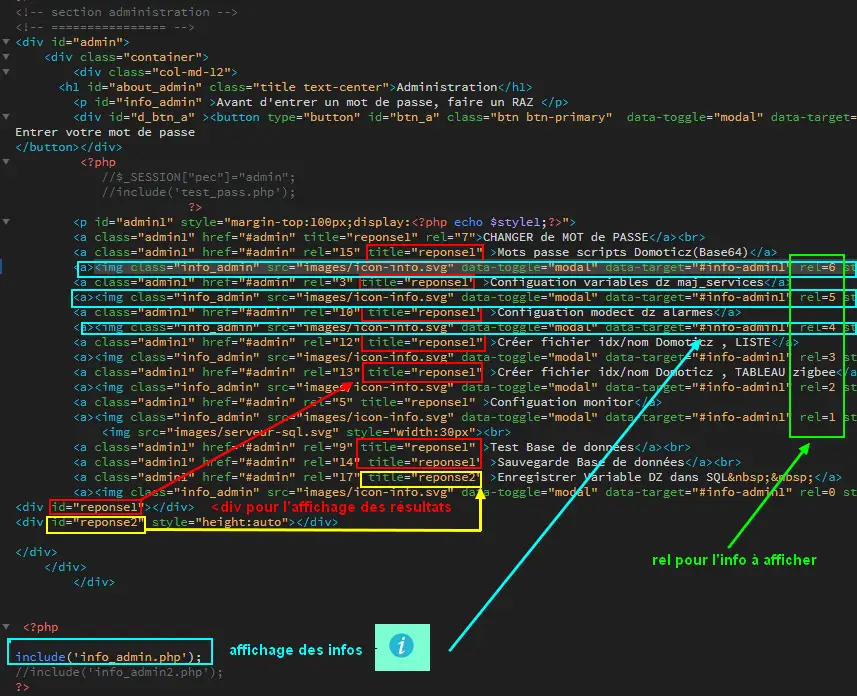 <!-- section administration -->
<!-- ================ -->
<div id="admin">
<div class="container">
<div class="col-md-12">
<h1 id="about_admin" class="title text-center">Administration</h1>
<p id="info_admin" >Avant d'entrer un mot de passe, faire un RAZ </p>
<div id="d_btn_a" ><button type="button" id="btn_a" class="btn btn-primary"  data-toggle="modal" data-target=
Entrer votre mot de passe
</button></div>
<?php
//$_SESSION["pec"]="admin";
//include('test_pass.php');
?>
<p id="admin1" style="margin-top:100px;display:<?php echo $style1;?>">
<a class="admin1" href="#admin" title="reponse1" rel="7">CHANGER de MOT de PASSE</a><br>
<a class="admin1" href="#admin" rel="15" title="reponse1" >Mots passe scripts Domoticz(Base64)</a>
<a><img class="info_admin" src="images/icon-info.svg" data-toggle="modal" data-target="#info-admin1" rel=6 st
<a class="admin1" href="#admin" rel="3" title="reponse1" >Configuation variables dz maj_services</a>
<a><img class="info_admin" src="images/icon-info.svg" data-toggle="modal" data-target="#info-admin1" rel=5 st
<a class="admin1" href="#admin" rel="10" title="reponse1" >Configuation modect dz alarmes</a>
<a><img class="info_admin" src="images/icon-info.svg" data-toggle="modal" data-target="#info-admin1" rel=4 st
<a class="admin1" href="#admin" rel="12" title="reponse1" >Créer fichier idx/nom Domoticz , LISTE</a>
<a><img class="info_admin" src="images/icon-info.svg" data-toggle="modal" data-target="#info-admin1" rel=3 st
<a class="admin1" href="#admin" rel="13" title="reponse1" >Créer fichier idx/nom Domoticz , TABLEAU zigbee</a
<a><img class="info_admin" src="images/icon-info.svg" data-toggle="modal" data-target="#info-admin1" rel=2 st
<a class="admin1" href="#admin" rel="5" title="reponse1" >Configuation monitor</a>
<a><img class="info_admin" src="images/icon-info.svg" data-toggle="modal" data-target="#info-admin1" rel=1 st
<img src="images/serveur-sql.svg" style="width:30px"><br>
<a class="admin1" href="#admin" rel="9" title="reponse1" >Test Base de données</a><br>
<a class="admin1" href="#admin" rel="14" title="reponse1" >Sauvegarde Base de données</a><br>
<a class="admin1" href="#admin" rel="17" title="reponse2" >Enregistrer Variable DZ dans SQL&nbsp;&nbsp;</a>
<a><img class="info_admin" src="images/icon-info.svg" data-toggle="modal" data-target="#info-admin1" rel=0 st
<div id="reponse1"></div> <div pour l'affichage des résultats
<div id="reponse2" style="height:auto"></div>
</div>
</div>
</div>
rel pour l'info à afficher
<?php
include('info_admin.php'); affichage des infos i
//include('info_admin2.php');
?>